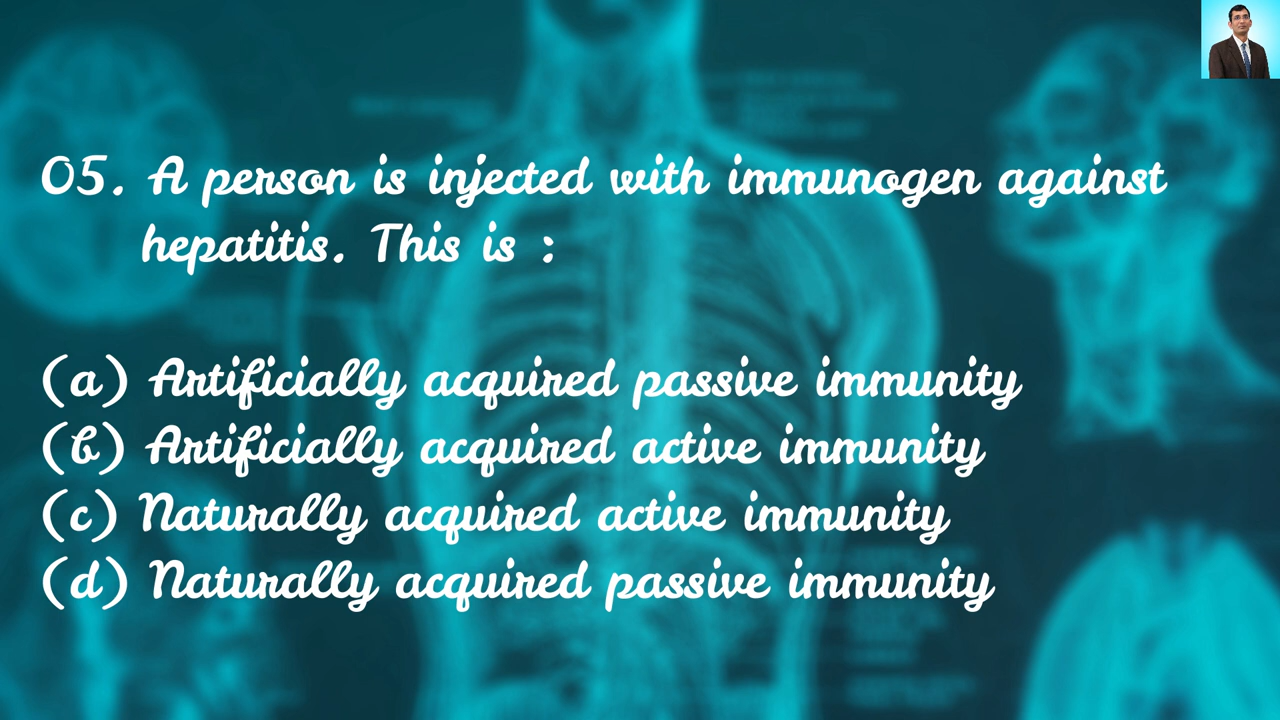 05. A person is injected with immunogen against
hepatitis. This is :
(a) Artificially acquired passive immunity
(b) Artificially acquired active immunity
(c) Naturally acquired active immunity
(d) Naturally acquired passive immunity